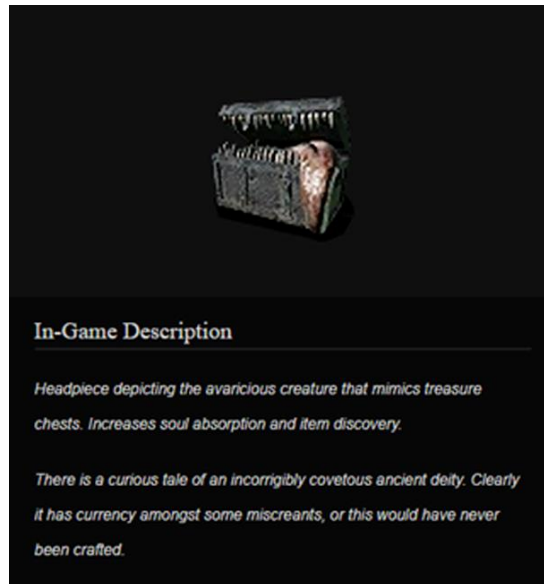 In-Game Description
Headpiece depicting the avaricious creature that mimics treasure
chests. Increases soul absorption and item discovery.
There is a curious tale of an incorrigibly covetous ancient deity. Clearly
it has currency amongst some miscreants, or this would have never
been crafted.